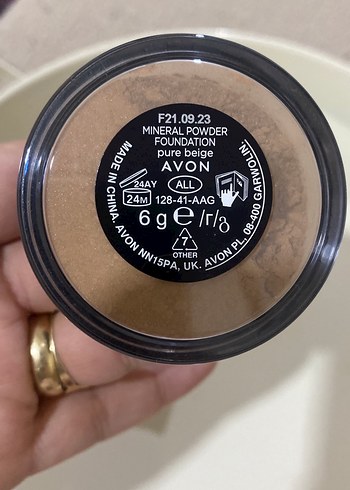 F21.09.23
MINERAL POWDER
FOUNDATION
pure beige
AVON
24AY
ALL
24M
128-41-AAG
6 g e /r/8
7
OTHER
MADE IN CHINA. AVON NN15PA, UK. AVON PL, 08-400 GARWOLIN.